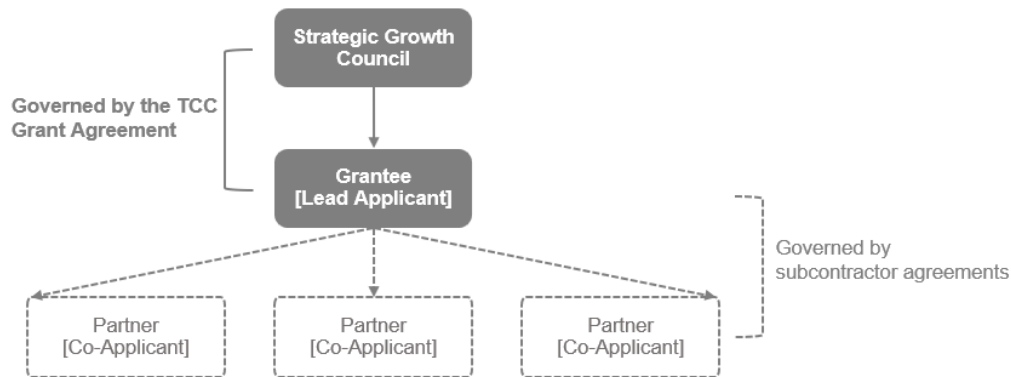 Strategic Growth
Council
Governed by the TCC
Grant Agreement
Grantee
[Lead Applicant]
Governed by
subcontractor agreements
Partner
[Co-Applicant]
Partner
[Co-Applicant]
Partner
[Co-Applicant]